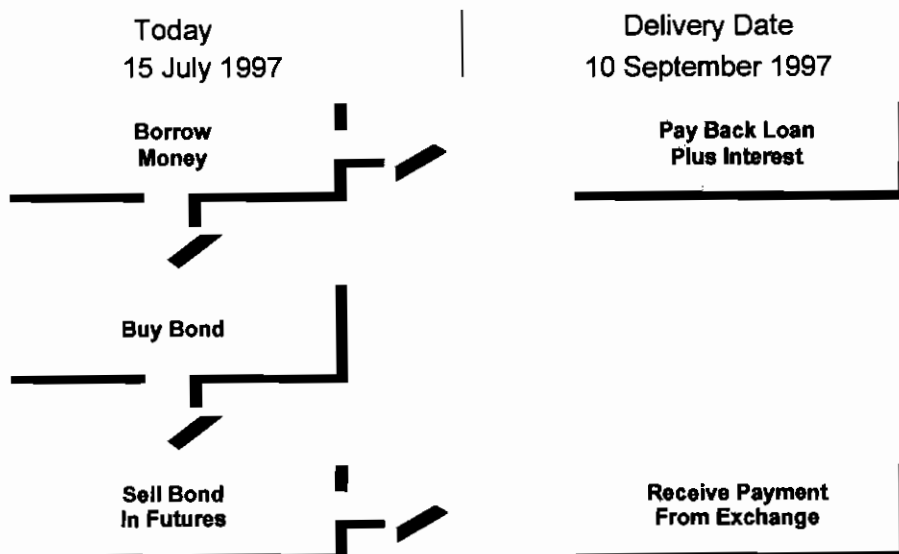 Today
15 July 1997
Delivery Date
10 September 1997
Borrow
Money
Pay Back Loan
Plus Interest
Buy Bond
Sell Bond
In Futures
Receive Payment
From Exchange